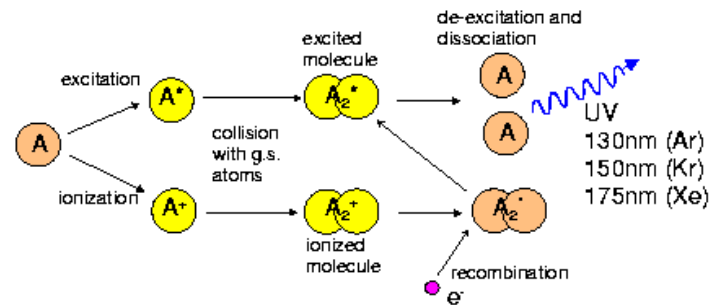 de-excitation and
dissociation
excited
molecule
excitation
A
A*
A₂*
A
A
UV
130nm (Ar)
150nm (Kr)
175nm (Xe)
collision
with g.s.
atoms
ionization
A⁺
A₂⁺
ionized
molecule
recombination
e⁻